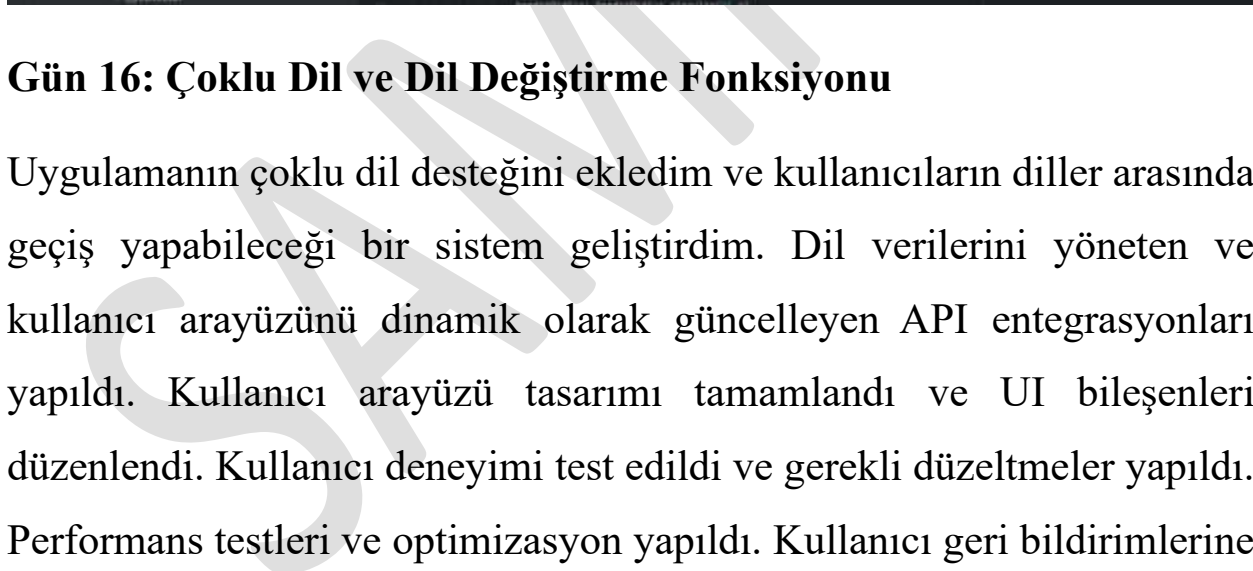 Gün 16: Çoklu Dil ve Dil Değiştirme Fonksiyonu
Uygulamanın çoklu dil desteğini ekledim ve kullanıcıların diller arasında
geçiş yapabileceği bir sistem geliştirdim. Dil verilerini yöneten ve
kullanıcı arayüzünü dinamik olarak güncelleyen API entegrasyonları
yapıldı. Kullanıcı arayüzü tasarımı tamamlandı ve UI bileşenleri
düzenlendi. Kullanıcı deneyimi test edildi ve gerekli düzeltmeler yapıldı.
Performans testleri ve optimizasyon yapıldı. Kullanıcı geri bildirimlerine